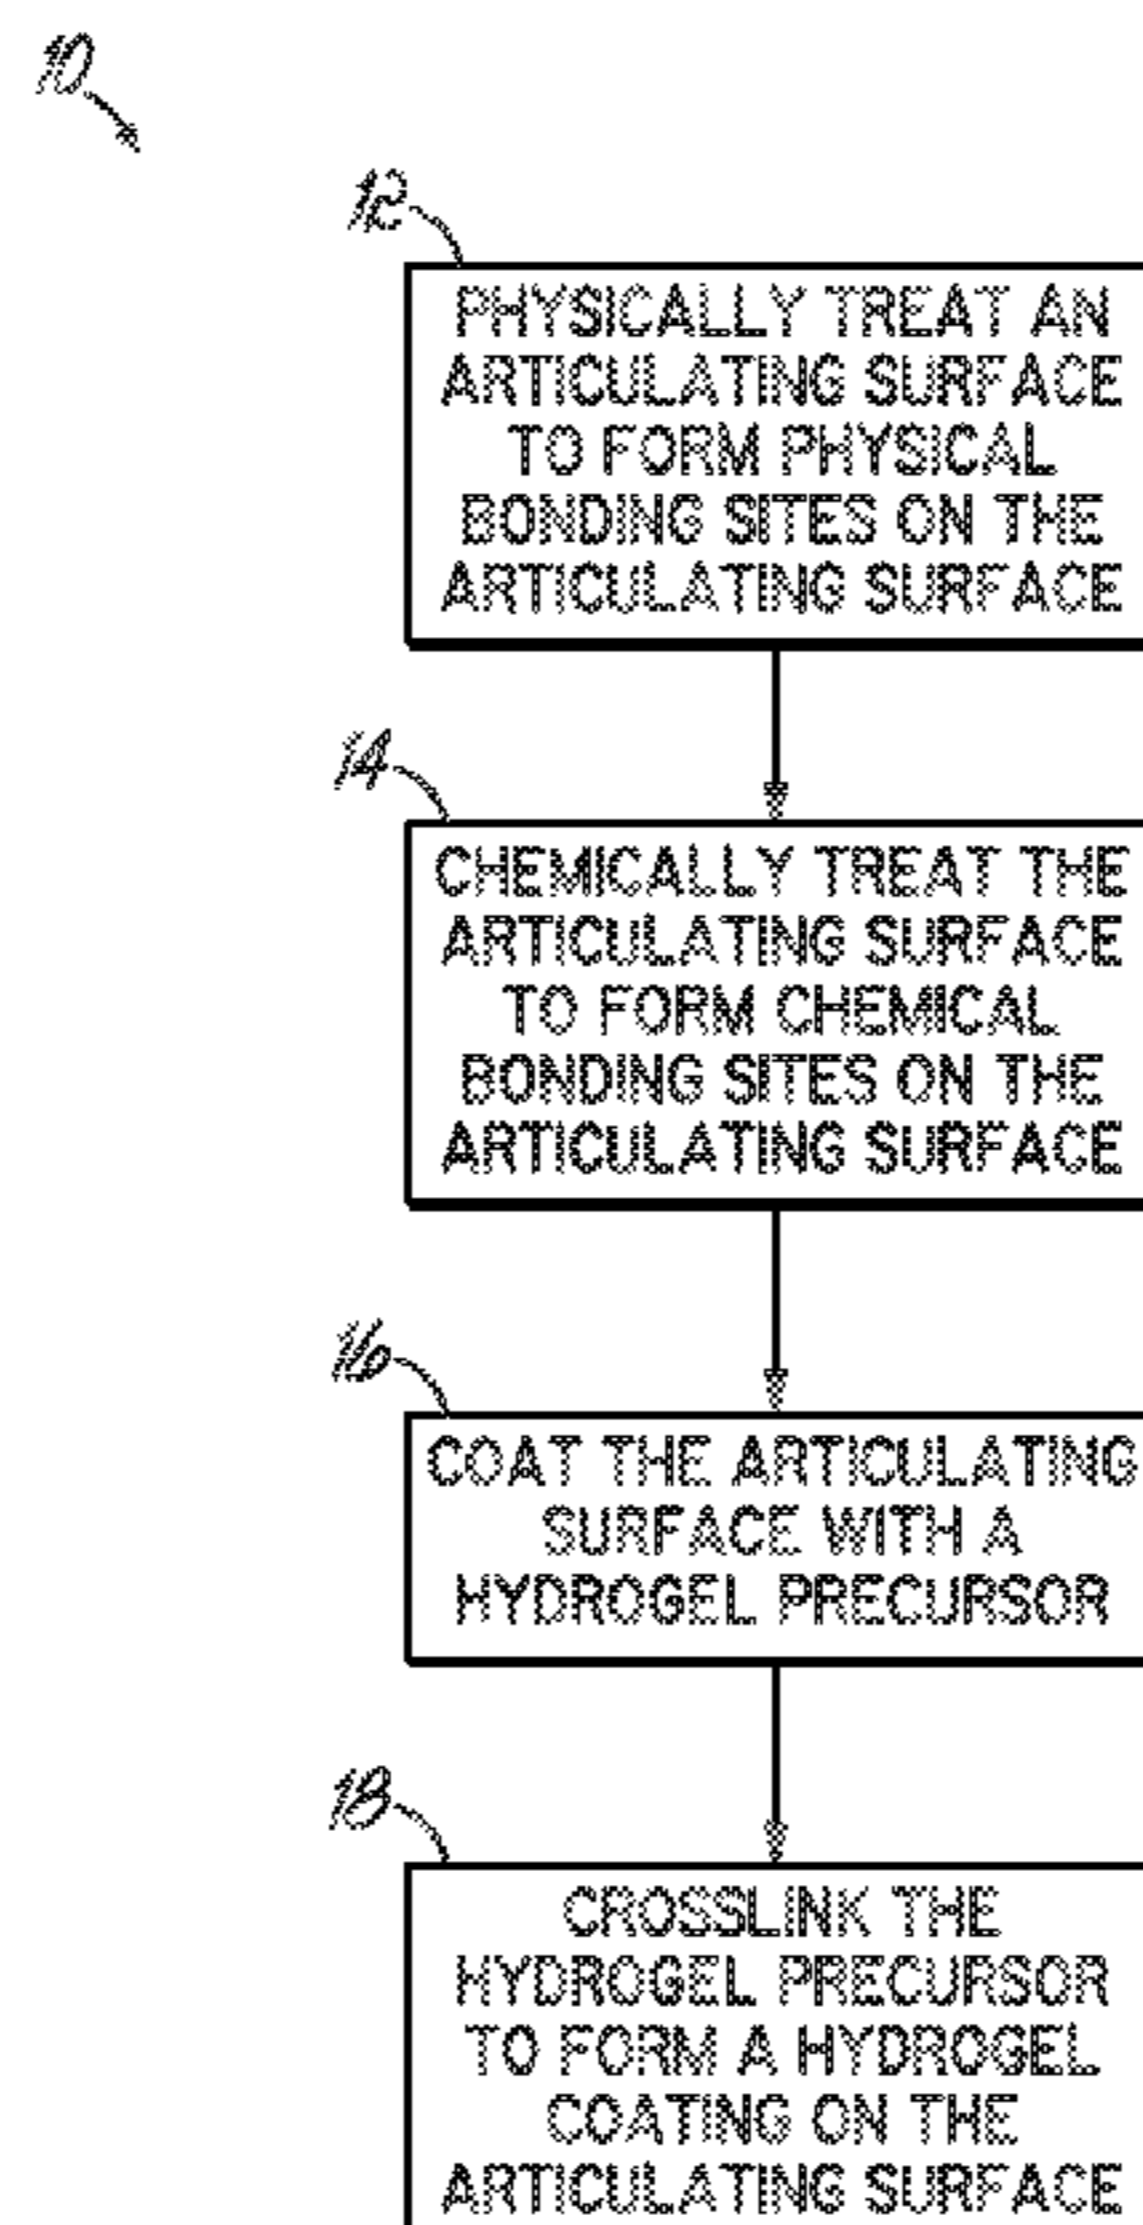 10
12
PHYSICALLY TREAT AN
ARTICULATING SURFACE
TO FORM PHYSICAL
BONDING SITES ON THE
ARTICULATING SURFACE
14
CHEMICALLY TREAT THE
ARTICULATING SURFACE
TO FORM CHEMICAL
BONDING SITES ON THE
ARTICULATING SURFACE
16
COAT THE ARTICULATING
SURFACE WITH A
HYDROGEL PRECURSOR
18
CROSSLINK THE
HYDROGEL PRECURSOR
TO FORM A HYDROGEL
COATING ON THE
ARTICULATING SURFACE